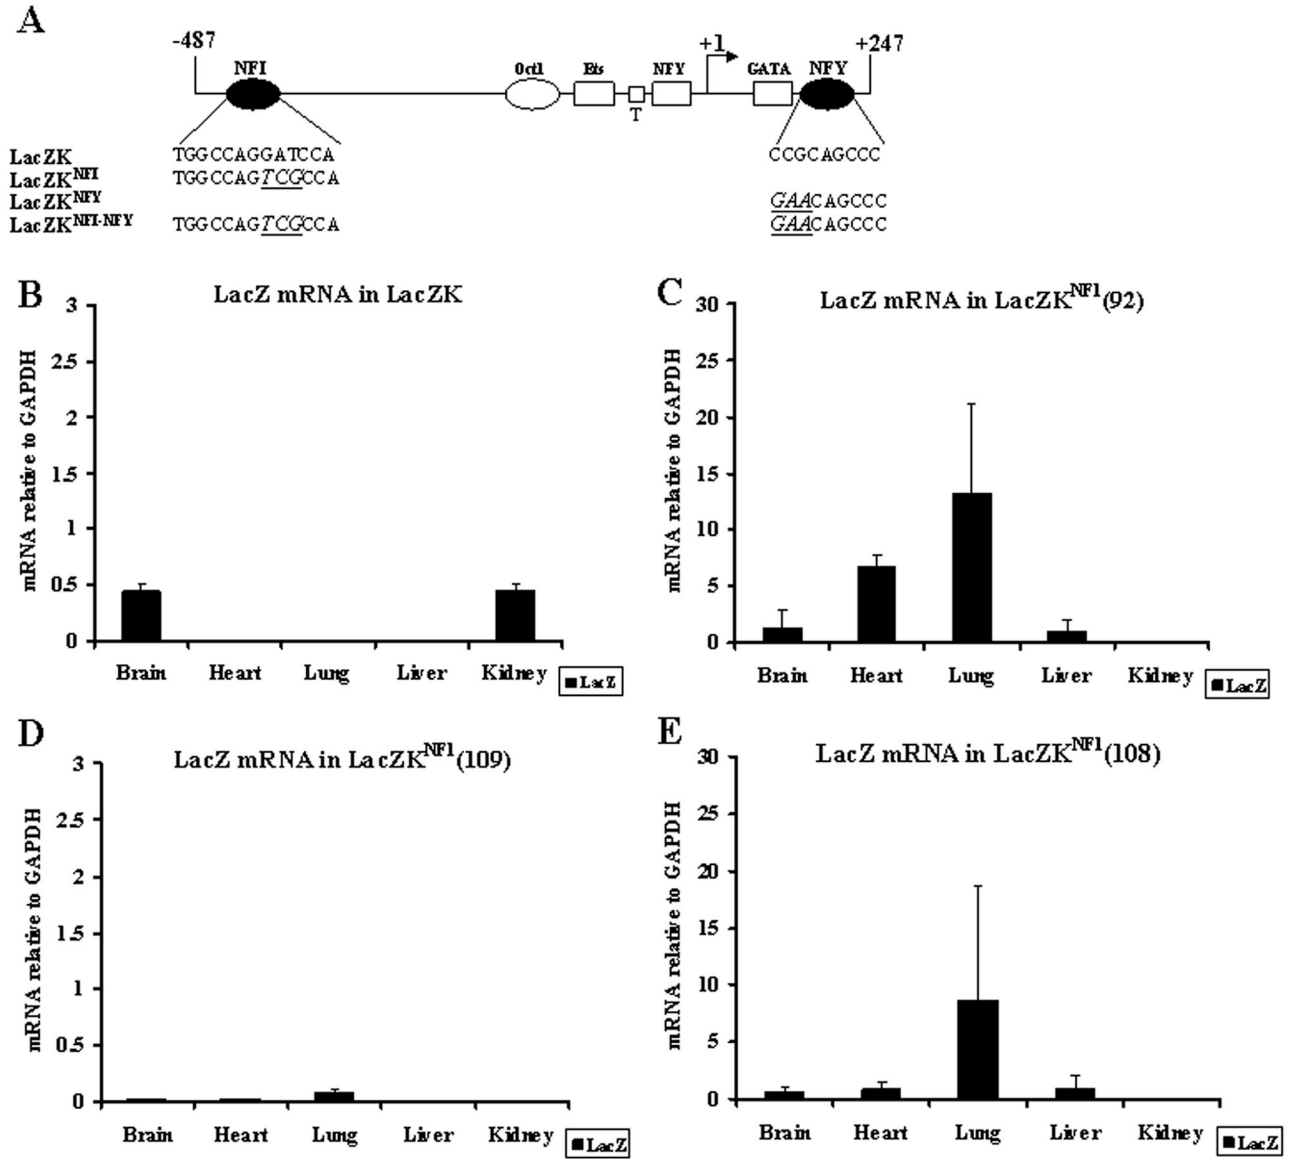 A
-487 +1 +247
NFI Oct1 Ets NFY GATA NFY
T
LacZK TGGCCAGGATCCA CCGCAGCCC
LacZK^NFI TGGCCAGTCGCCA
LacZK^NFY GAACAGCCC
LacZK^NFI-NFY TGGCCAGTCGCCA GAACAGCCC
B
LacZ mRNA in LacZK
mRNA relative to GAPDH
3
2.5
2
1.5
1
0.5
0
Brain Heart Lung Liver Kidney
LacZ
C
LacZ mRNA in LacZK^NF1(92)
mRNA relative to GAPDH
30
25
20
15
10
5
0
Brain Heart Lung Liver Kidney
LacZ
D
LacZ mRNA in LacZK^NF1(109)
mRNA relative to GAPDH
3
2.5
2
1.5
1
0.5
0
Brain Heart Lung Liver Kidney
LacZ
E
LacZ mRNA in LacZK^NF1(108)
mRNA relative to GAPDH
30
25
20
15
10
5
0
Brain Heart Lung Liver Kidney
LacZ